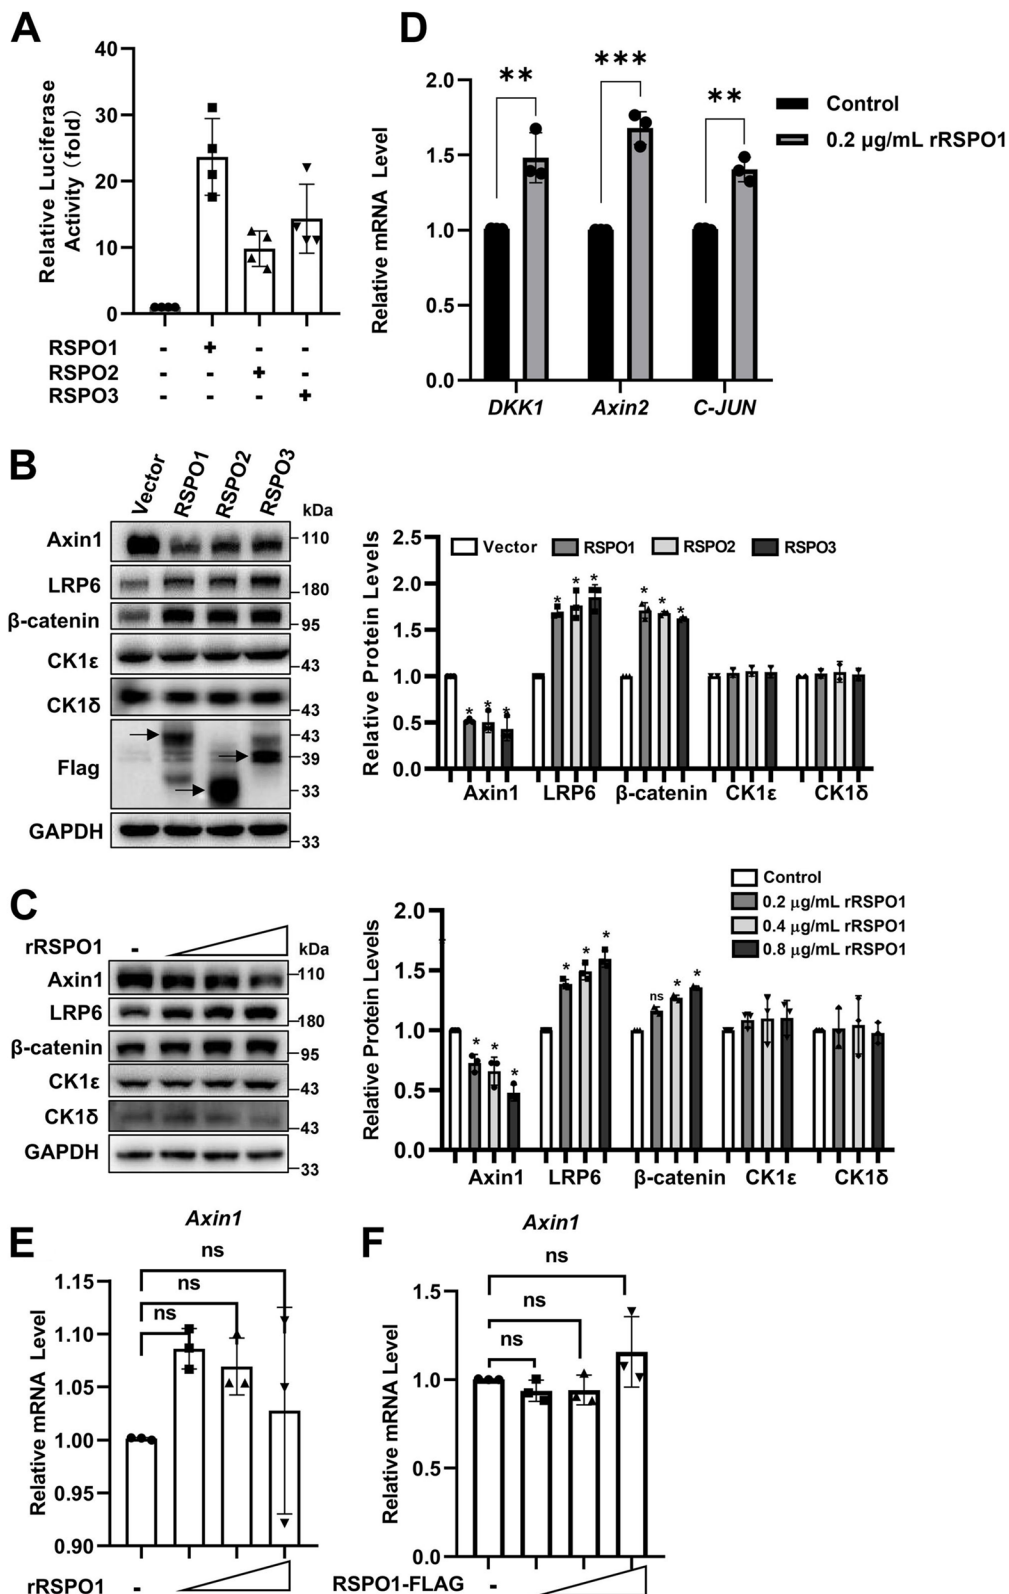 A
Relative Luciferase
Activity (fold)
40
30
20
10
0
RSPO1 - + - -
RSPO2 - - + -
RSPO3 - - - +
D
Relative mRNA Level
2.0
1.5
1.0
0.5
0.0
** *** **
Control
0.2 µg/mL rRSPO1
DKK1 Axin2 C-JUN
B
Vector RSPO1 RSPO2 RSPO3
kDa
Axin1 110
LRP6 180
β-catenin 95
CK1ε 43
CK1δ 43
Flag
43
39
33
GAPDH 33
Relative Protein Levels
2.5
2.0
1.5
1.0
0.5
0.0
Vector RSPO1 RSPO2 RSPO3
* * * * * * * * *
Axin1 LRP6 β-catenin CK1ε CK1δ
C
rRSPO1 - kDa
Axin1 110
LRP6 180
β-catenin 95
CK1ε 43
CK1δ 43
GAPDH 33
Relative Protein Levels
2.0
1.5
1.0
0.5
0.0
Control
0.2 µg/mL rRSPO1
0.4 µg/mL rRSPO1
0.8 µg/mL rRSPO1
* * * * * * ns * *
Axin1 LRP6 β-catenin CK1ε CK1δ
E
Axin1
Relative mRNA Level
1.15
1.10
1.05
1.00
0.95
0.90
ns
ns
ns
rRSPO1 -
F
Axin1
Relative mRNA Level
1.5
1.0
0.5
0.0
ns
ns
ns
RSPO1-FLAG -